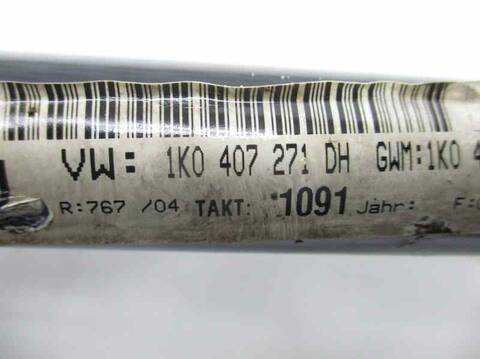 VW: 1K0 407 271 DH GWM:1K0
R:767 /04 TAKT: 1091 Jahr: F: